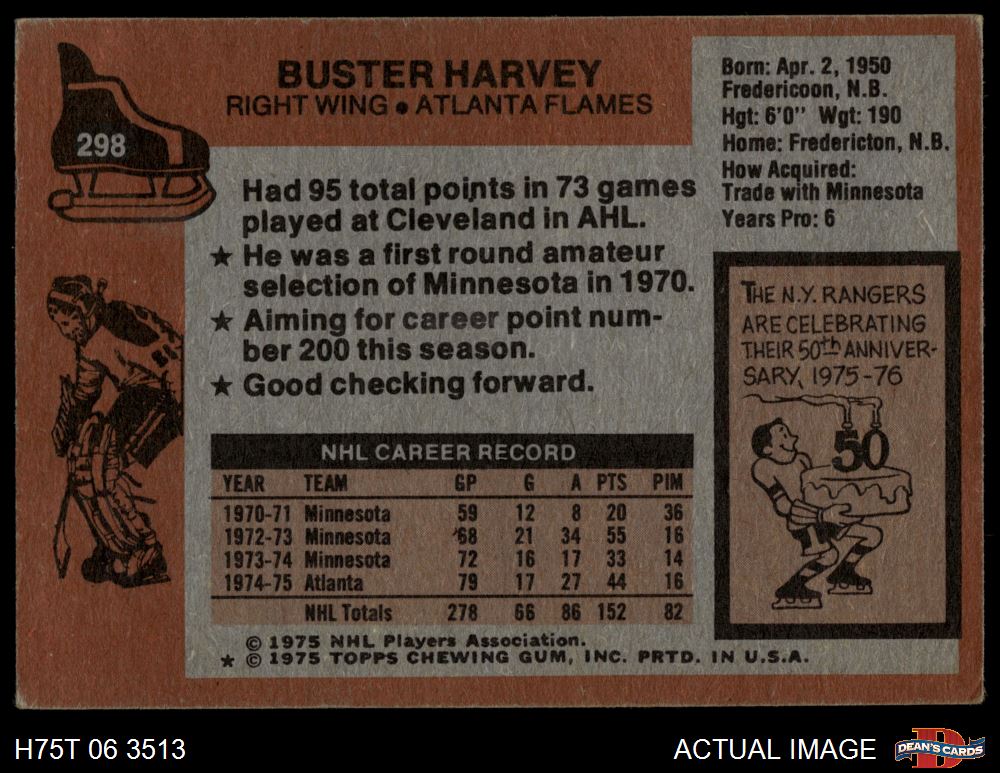 298
BUSTER HARVEY
RIGHT WING ● ATLANTA FLAMES
Born: Apr. 2, 1950
Fredericoon, N.B.
Hgt: 6'0" Wgt: 190
Home: Fredericton, N.B.
How Acquired:
Trade with Minnesota
Years Pro: 6
Had 95 total points in 73 games
played at Cleveland in AHL.
★ He was a first round amateur
selection of Minnesota in 1970.
★ Aiming for career point num-
ber 200 this season.
★ Good checking forward.
THE N.Y. RANGERS
ARE CELEBRATING
THEIR 50th ANNIVER-
SARY, 1975-76
50
NHL CAREER RECORD
YEAR TEAM GP G A PTS PIM
1970-71 Minnesota 59 12 8 20 36
1972-73 Minnesota 68 21 34 55 16
1973-74 Minnesota 72 16 17 33 14
1974-75 Atlanta 79 17 27 44 16
NHL Totals 278 66 86 152 82
© 1975 NHL Players Association.
★ © 1975 TOPPS CHEWING GUM, INC. PRTD. IN U.S.A.
H75T 06 3513
ACTUAL IMAGE
D
DEAN'S CARDS